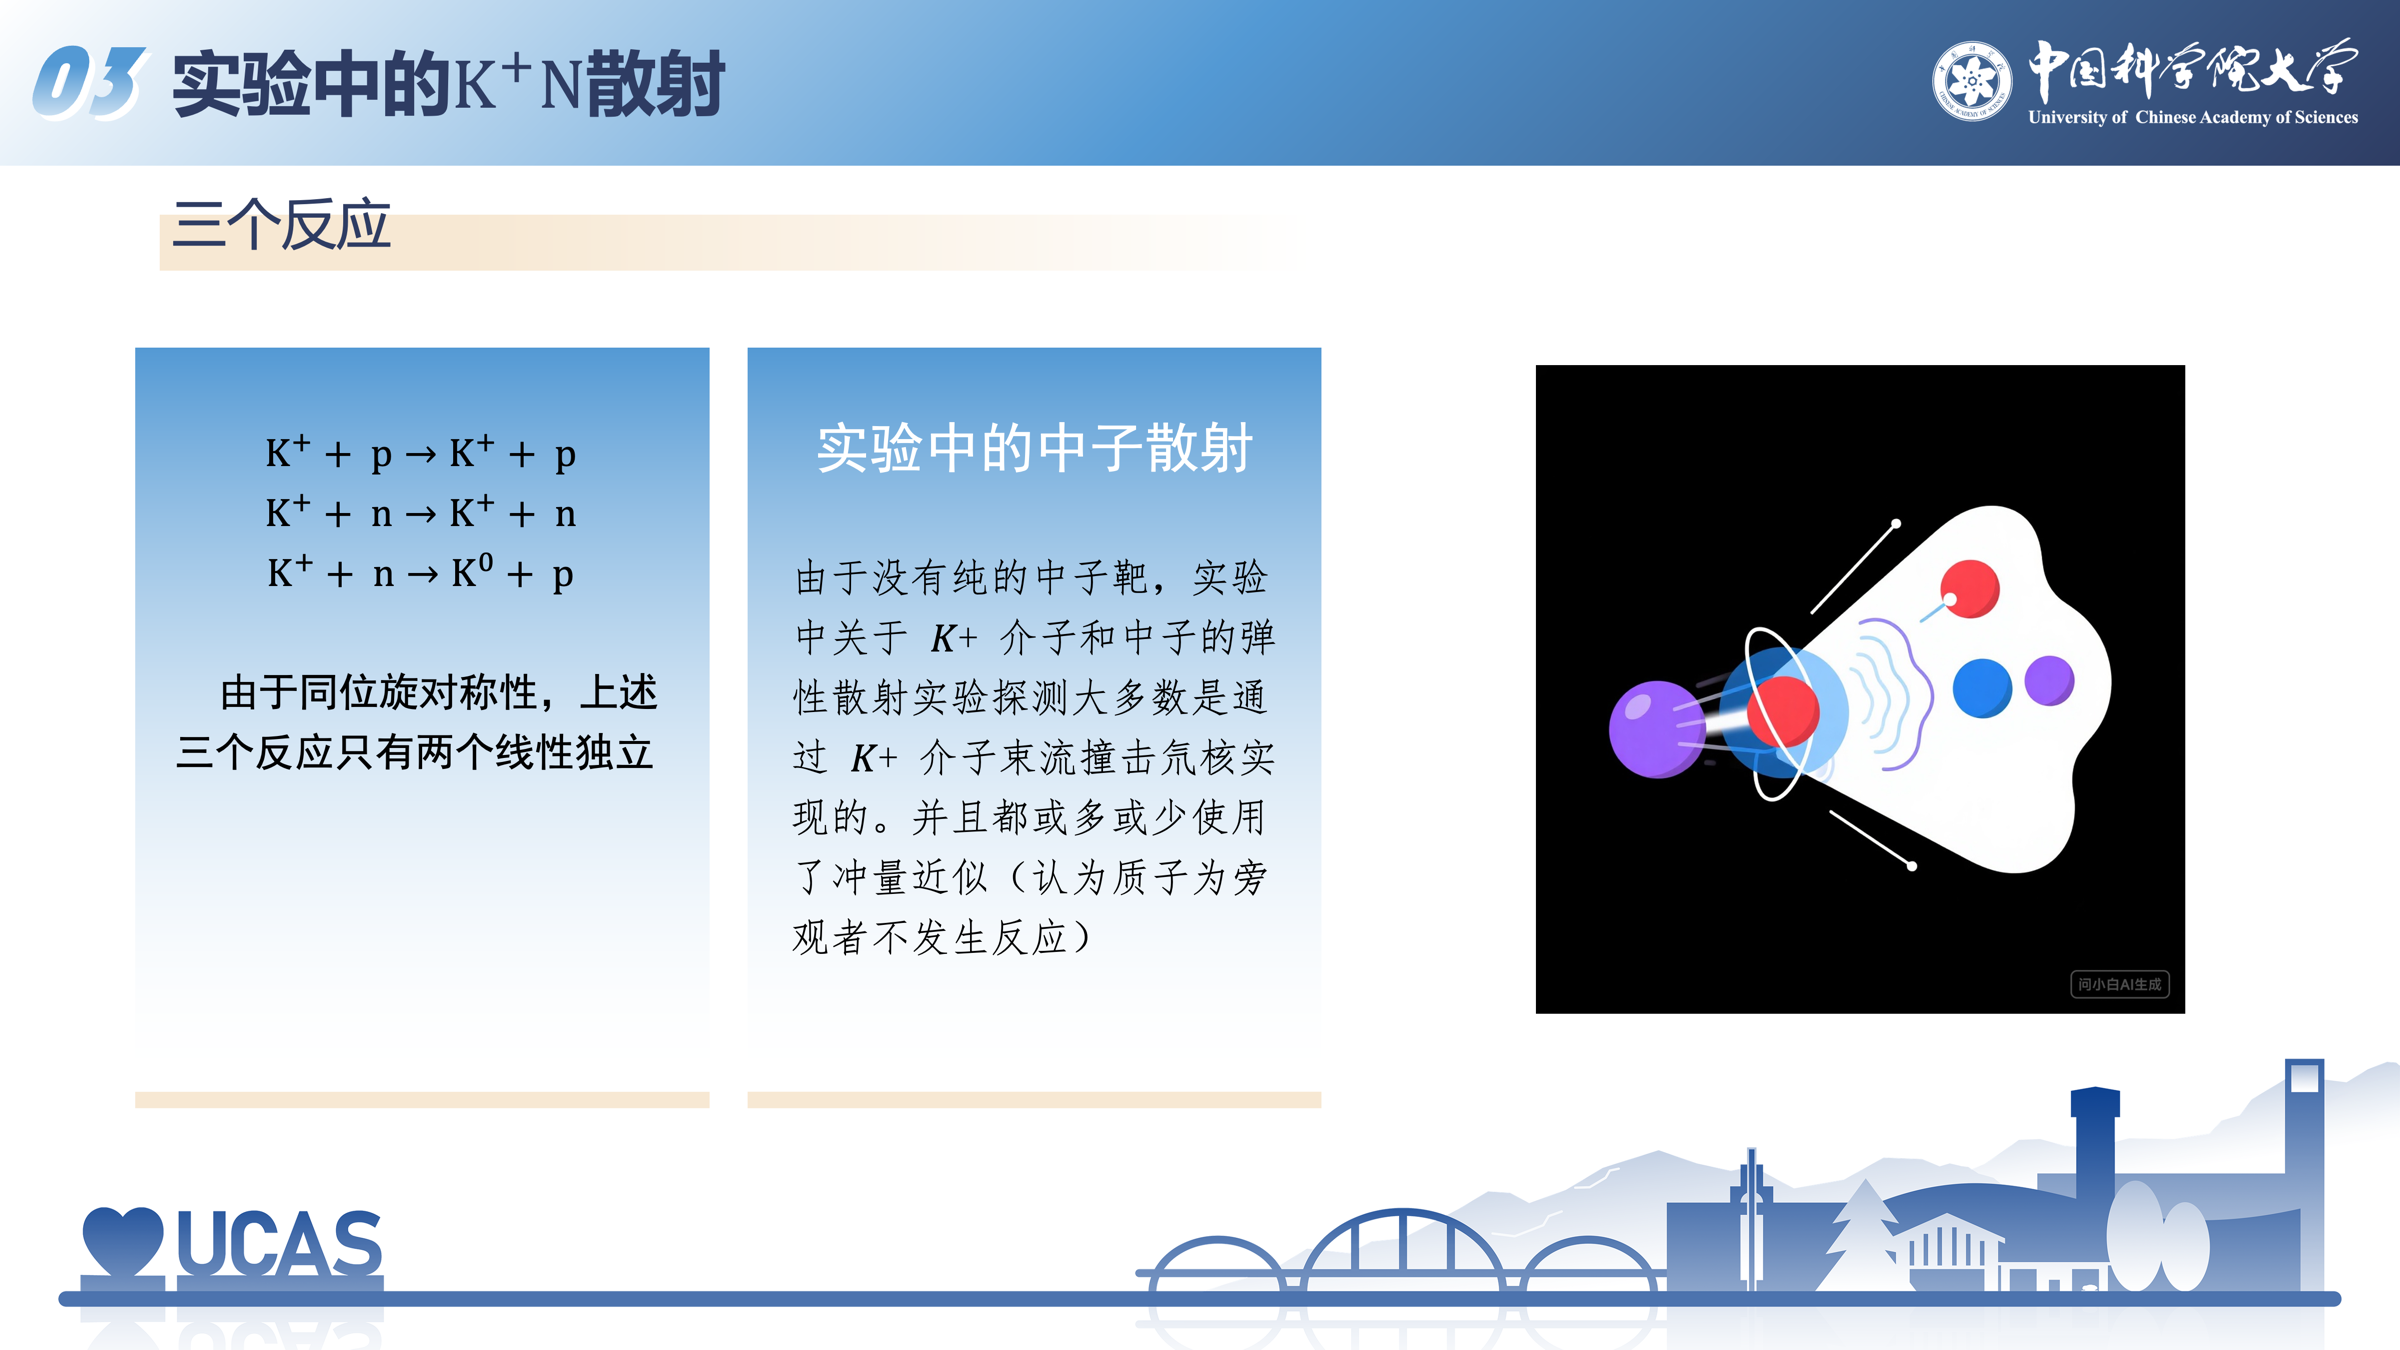 03 实验中的K⁺N散射
中国科学院大学
University of Chinese Academy of Sciences
三个反应
K⁺ + p → K⁺ + p
K⁺ + n → K⁺ + n
K⁺ + n → K⁰ + p
由于同位旋对称性，上述
三个反应只有两个线性独立
实验中的中子散射
由于没有纯的中子靶，实验
中关于 K+ 介子和中子的弹
性散射实验探测大多数是通
过 K+ 介子束流撞击氘核实
现的。并且都或多或少使用
了冲量近似（认为质子为旁
观者不发生反应）
问小白AI生成
UCAS